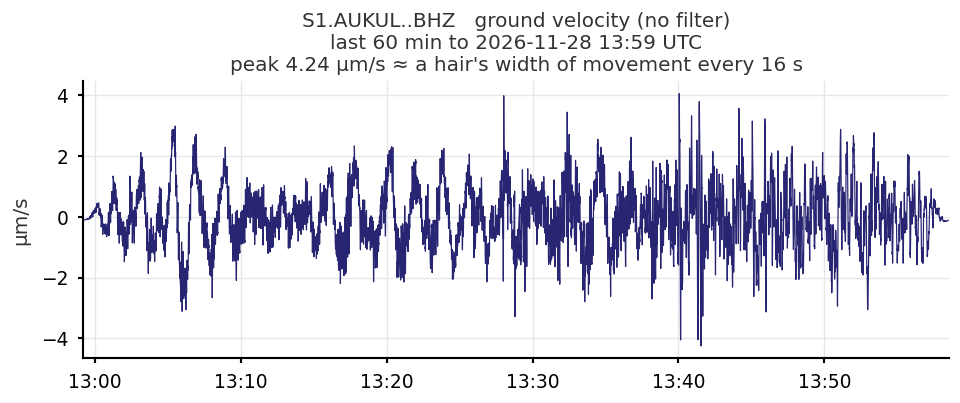 S1.AUKUL..BHZ   ground velocity (no filter)
last 60 min to 2026-11-28 13:59 UTC
peak 4.24 µm/s ≈ a hair's width of movement every 16 s
µm/s
4
2
0
−2
−4
13:00
13:10
13:20
13:30
13:40
13:50